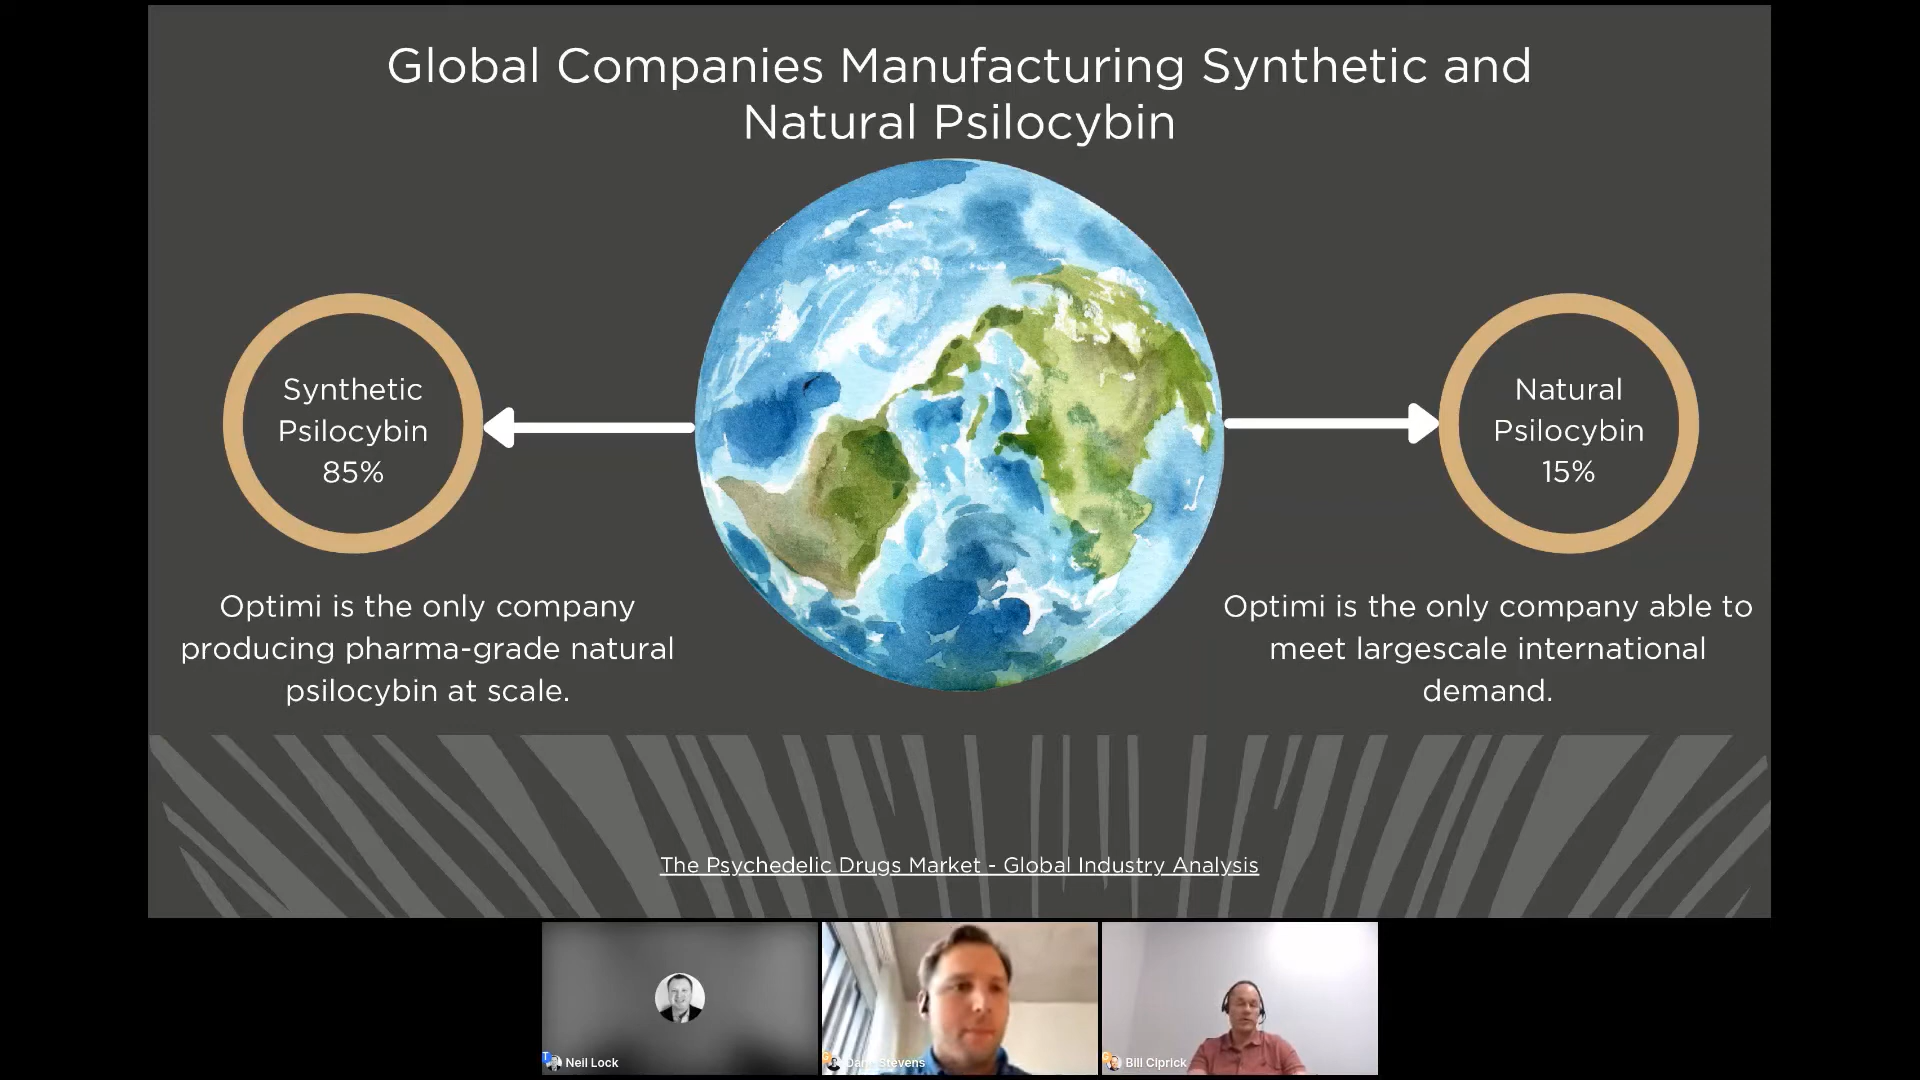 Global Companies Manufacturing Synthetic and
Natural Psilocybin
Synthetic
Psilocybin
85%
Natural
Psilocybin
15%
Optimi is the only company
producing pharma-grade natural
psilocybin at scale.
Optimi is the only company able to
meet largescale international
demand.
The Psychedelic Drugs Market - Global Industry Analysis
Neil Lock
Stevens
Bill Ciprick